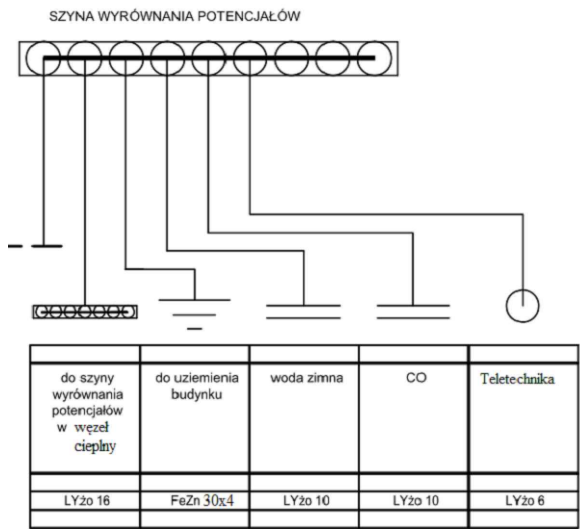 SZYNA WYRÓWNANIA POTENCJAŁÓW
do szyny
wyrównania
potencjałów
w węzeł
cieplny
do uziemienia
budynku
woda zimna
CO
Teletechnika
LYżo 16
FeZn 30x4
LYżo 10
LYżo 10
LYżo 6